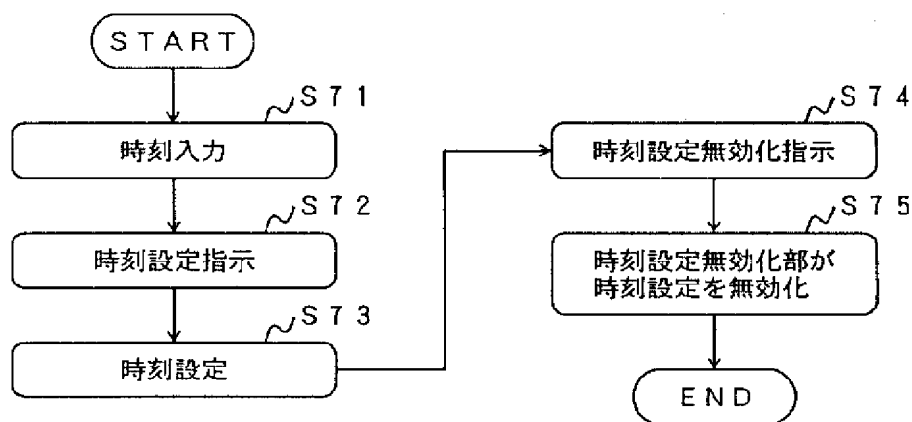 START
S71
時刻入力
S72
時刻設定指示
S73
時刻設定
S74
時刻設定無効化指示
S75
時刻設定無効化部が
時刻設定を無効化
END